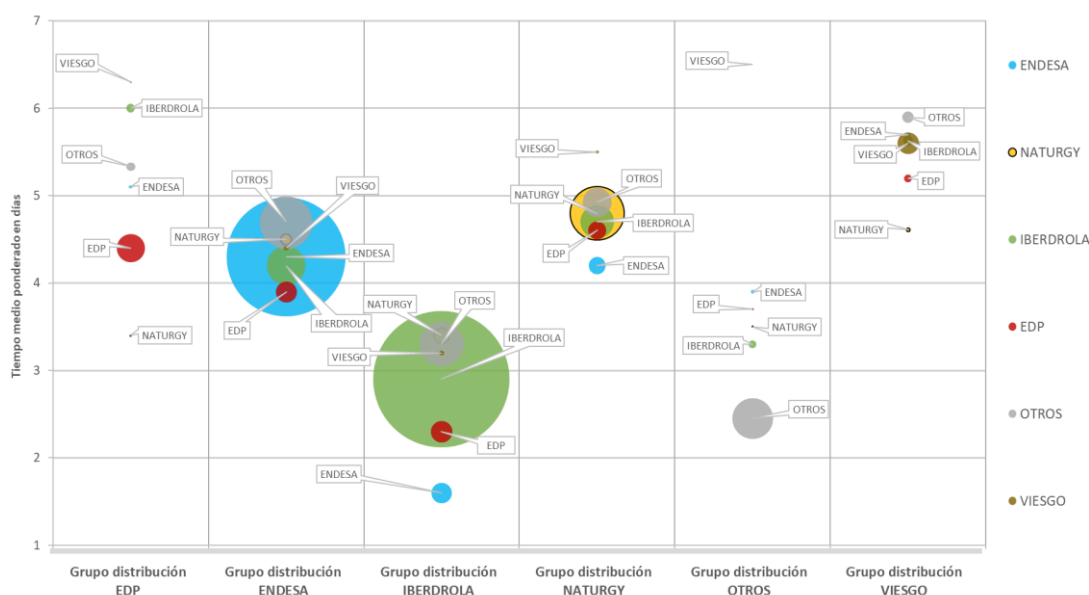 7
6
5
4
3
2
1
Tiempo medio ponderado en días
VIESGO
IBERDROLA
OTROS
ENDESA
EDP
NATURGY
OTROS
VIESGO
NATURGY
ENDESA
EDP
IBERDROLA
NATURGY
OTROS
IBERDROLA
VIESGO
EDP
ENDESA
VIESGO
OTROS
NATURGY
IBERDROLA
EDP
ENDESA
VIESGO
ENDESA
EDP
NATURGY
IBERDROLA
OTROS
OTROS
ENDESA
VIESGO
IBERDROLA
EDP
NATURGY
Grupo distribución
EDP
Grupo distribución
ENDESA
Grupo distribución
IBERDROLA
Grupo distribución
NATURGY
Grupo distribución
OTROS
Grupo distribución
VIESGO
ENDESA
NATURGY
IBERDROLA
EDP
OTROS
VIESGO